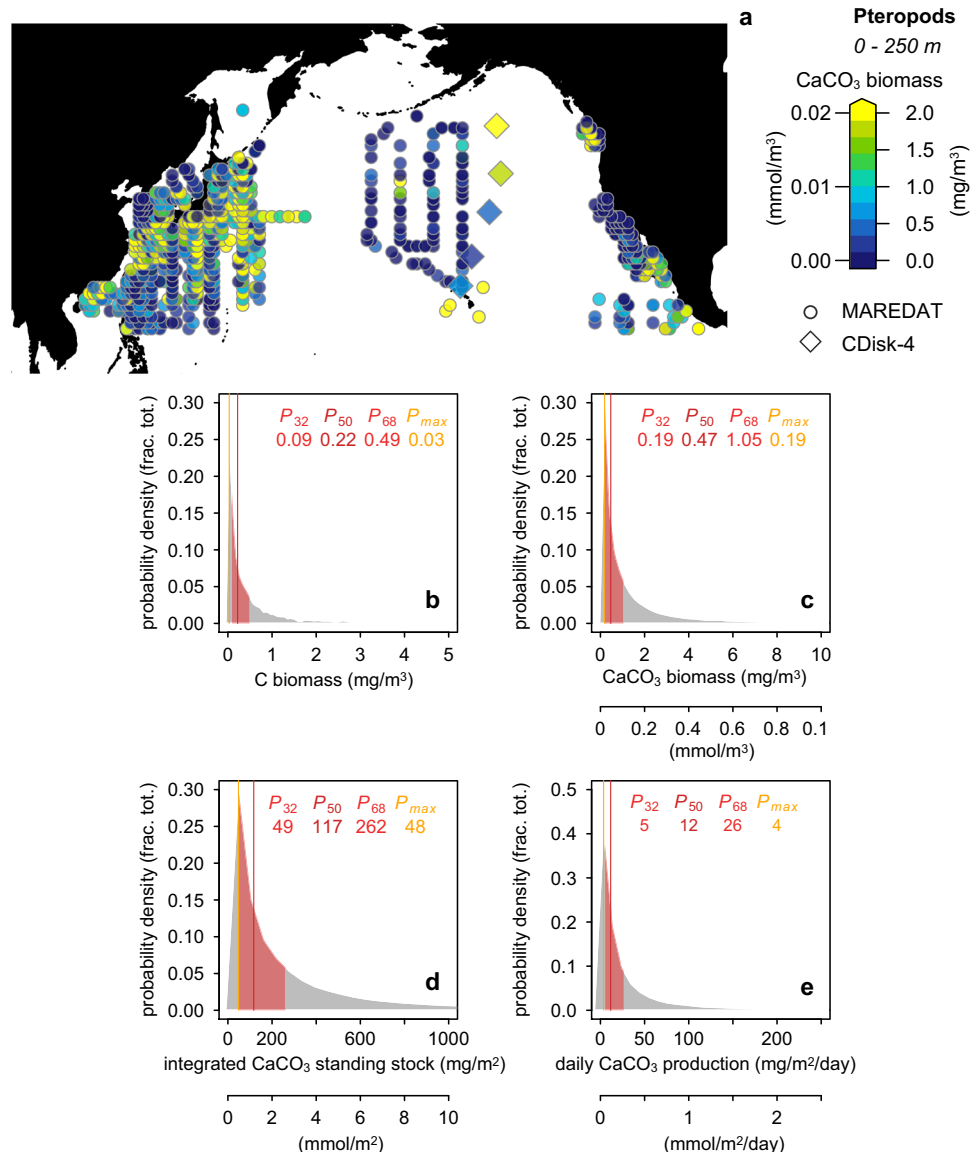 a
Pteropods
0 - 250 m
CaCO₃ biomass
0.02 2.0
0.01 1.0
0.00 0.0
(mmol/m³)
(mg/m³)
MAREDAT
CDisk-4
probability density (frac. tot.)
0.30
0.25
0.20
0.15
0.10
0.05
0.00
P₃₂ P₅₀ P₆₈ Pₘₐₓ
0.09 0.22 0.49 0.03
b
0 1 2 3 4 5
C biomass (mg/m³)
probability density (frac. tot.)
0.30
0.25
0.20
0.15
0.10
0.05
0.00
P₃₂ P₅₀ P₆₈ Pₘₐₓ
0.19 0.47 1.05 0.19
c
0 2 4 6 8 10
CaCO₃ biomass (mg/m³)
0 0.2 0.4 0.6 0.8 0.1
(mmol/m³)
probability density (frac. tot.)
0.30
0.25
0.20
0.15
0.10
0.05
0.00
P₃₂ P₅₀ P₆₈ Pₘₐₓ
49 117 262 48
d
0 200 600 1000
integrated CaCO₃ standing stock (mg/m²)
0 2 4 6 8 10
(mmol/m²)
probability density (frac. tot.)
0.5
0.4
0.3
0.2
0.1
0.0
P₃₂ P₅₀ P₆₈ Pₘₐₓ
5 12 26 4
e
0 50 100 200
daily CaCO₃ production (mg/m²/day)
0 1 2
(mmol/m²/day)